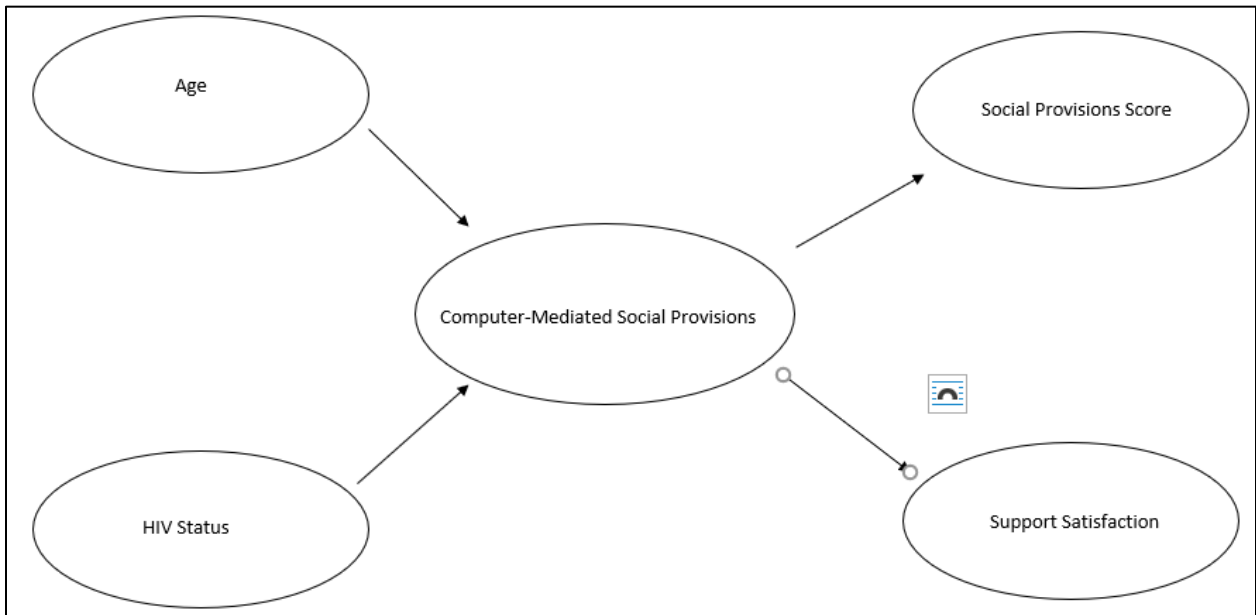 Age
Social Provisions Score
Computer-Mediated Social Provisions
HIV Status
Support Satisfaction